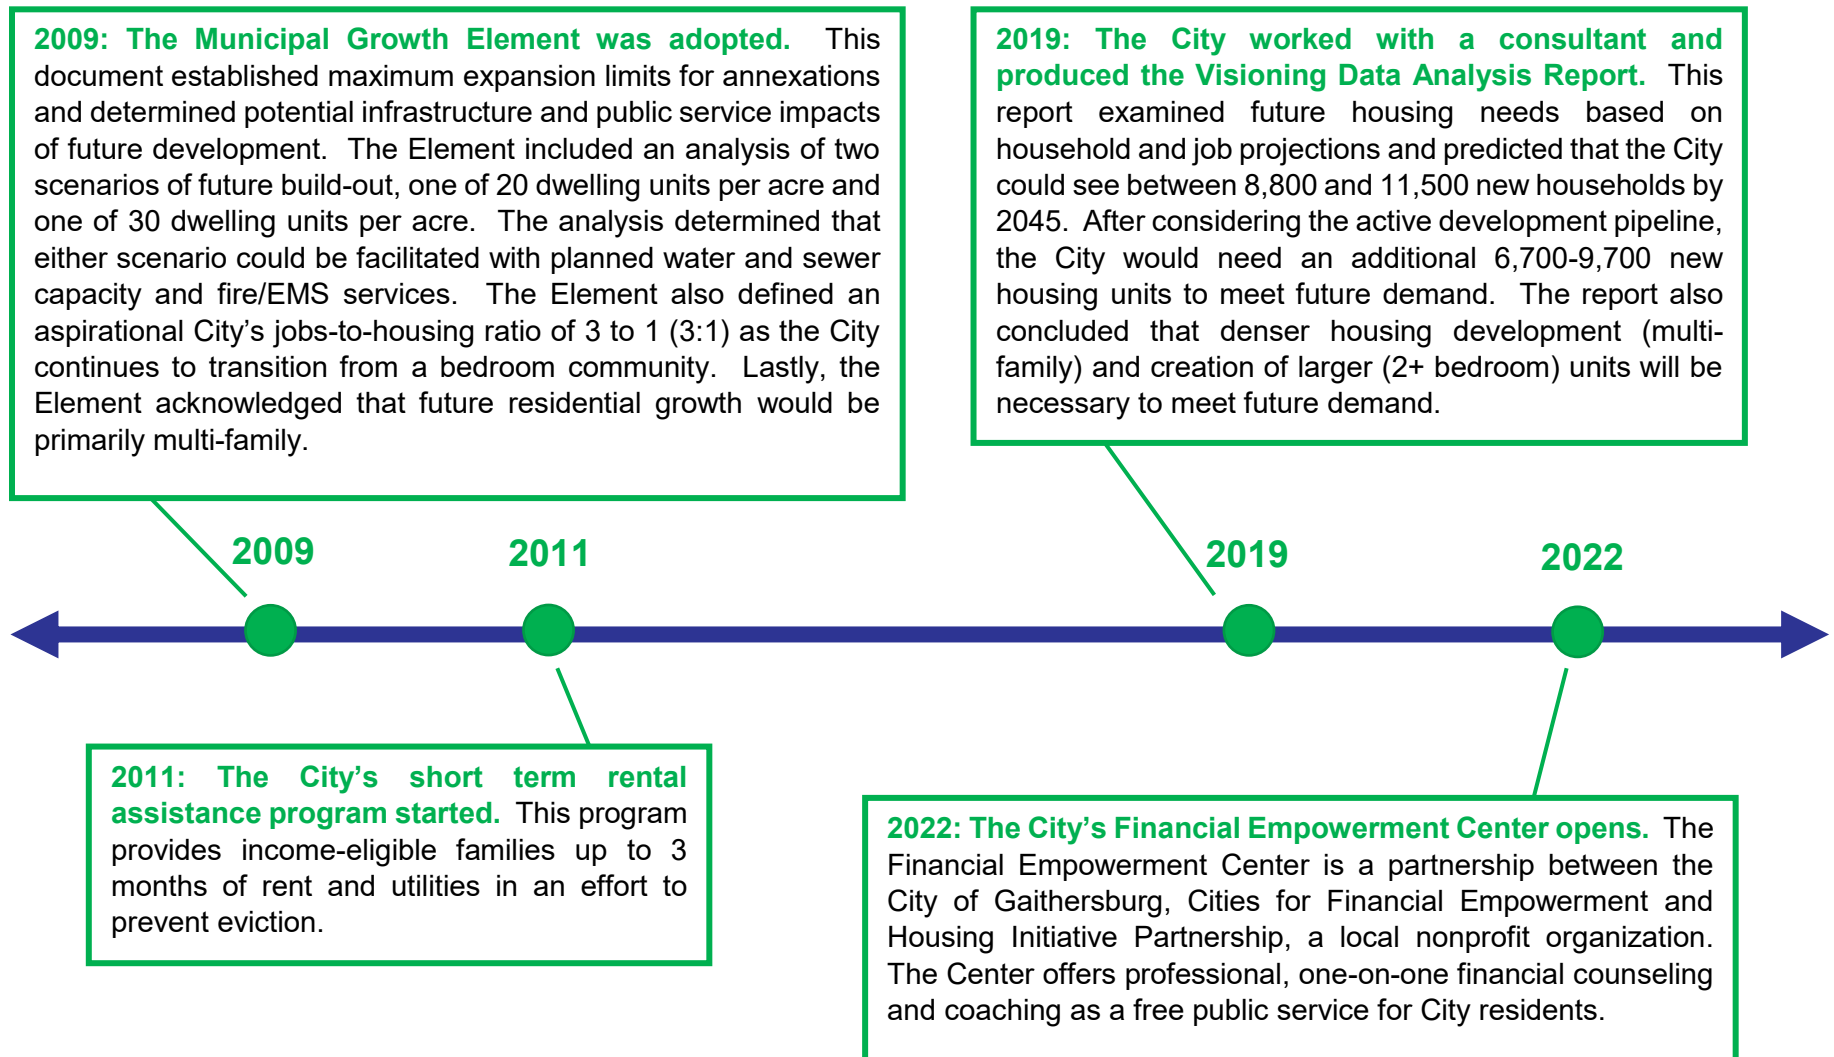 2009: The Municipal Growth Element was adopted. This
document established maximum expansion limits for annexations
and determined potential infrastructure and public service impacts
of future development. The Element included an analysis of two
scenarios of future build-out, one of 20 dwelling units per acre and
one of 30 dwelling units per acre. The analysis determined that
either scenario could be facilitated with planned water and sewer
capacity and fire/EMS services. The Element also defined an
aspirational City's jobs-to-housing ratio of 3 to 1 (3:1) as the City
continues to transition from a bedroom community. Lastly, the
Element acknowledged that future residential growth would be
primarily multi-family.
2019: The City worked with a consultant and
produced the Visioning Data Analysis Report. This
report examined future housing needs based on
household and job projections and predicted that the City
could see between 8,800 and 11,500 new households by
2045. After considering the active development pipeline,
the City would need an additional 6,700-9,700 new
housing units to meet future demand. The report also
concluded that denser housing development (multi-
family) and creation of larger (2+ bedroom) units will be
necessary to meet future demand.
2009
2011
2019
2022
2011: The City's short term rental
assistance program started. This program
provides income-eligible families up to 3
months of rent and utilities in an effort to
prevent eviction.
2022: The City's Financial Empowerment Center opens. The
Financial Empowerment Center is a partnership between the
City of Gaithersburg, Cities for Financial Empowerment and
Housing Initiative Partnership, a local nonprofit organization.
The Center offers professional, one-on-one financial counseling
and coaching as a free public service for City residents.